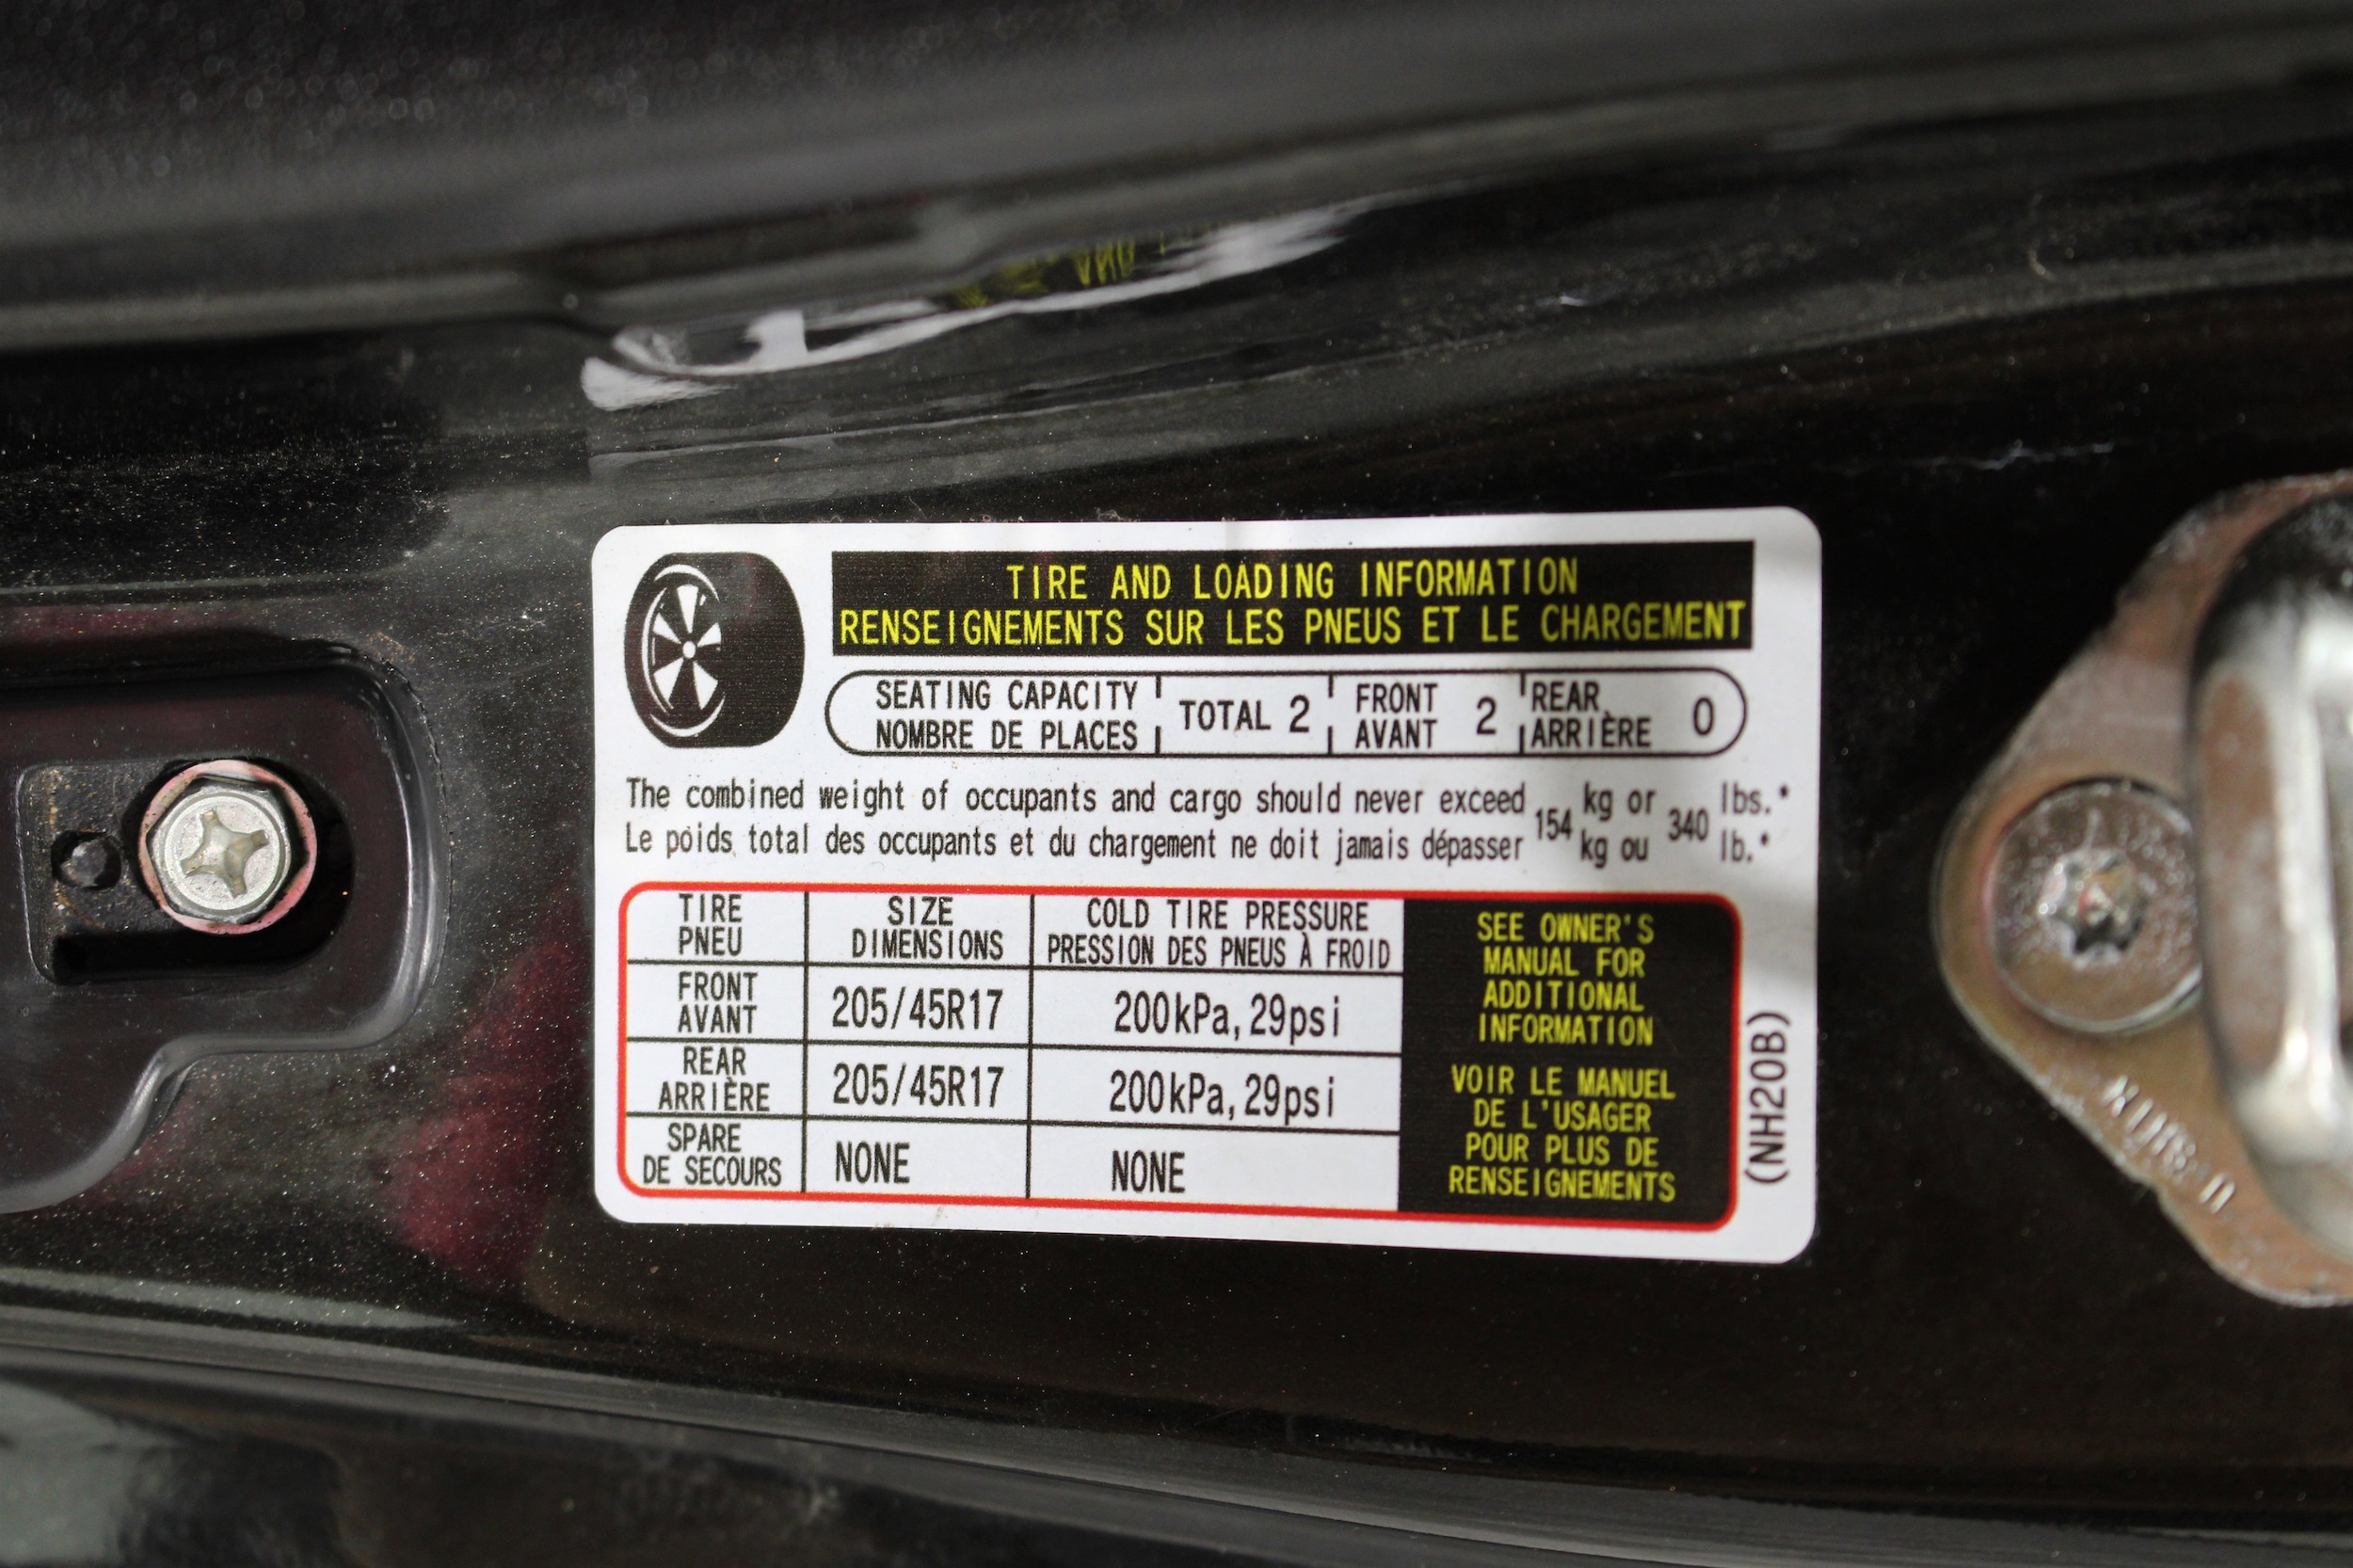 TIRE AND LOADING INFORMATION
RENSEIGNEMENTS SUR LES PNEUS ET LE CHARGEMENT
SEATING CAPACITY TOTAL 2 FRONT 2 REAR 0
NOMBRE DE PLACES AVANT ARRIÈRE
The combined weight of occupants and cargo should never exceed 154 kg or 340 lbs.*
Le poids total des occupants et du chargement ne doit jamais dépasser kg ou lb.*
TIRE SIZE COLD TIRE PRESSURE
PNEU DIMENSIONS PRESSION DES PNEUS À FROID
FRONT
AVANT 205/45R17 200kPa, 29psi
REAR
ARRIÈRE 205/45R17 200kPa, 29psi
SPARE
DE SECOURS NONE NONE
SEE OWNER'S
MANUAL FOR
ADDITIONAL
INFORMATION
VOIR LE MANUEL
DE L'USAGER
POUR PLUS DE
RENSEIGNEMENTS
(NH20B)